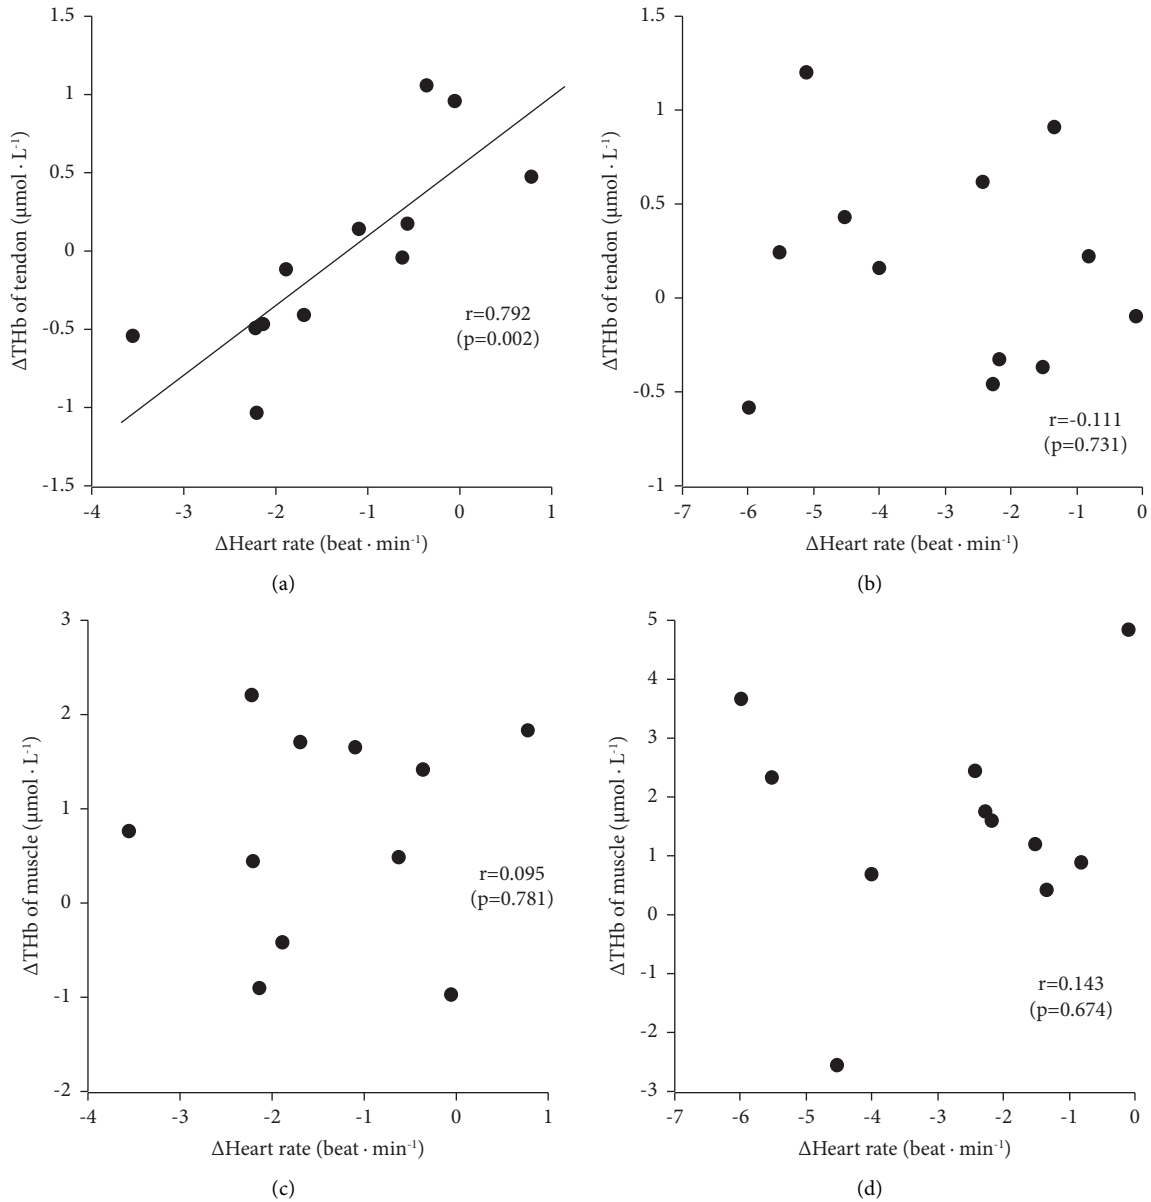 1.5
1
0.5
0
-0.5
-1
-1.5
ΔTHb of tendon (μmol · L⁻¹)
r=0.792
(p=0.002)
-4 -3 -2 -1 0 1
ΔHeart rate (beat · min⁻¹)
(a)
1.5
1
0.5
0
-0.5
-1
ΔTHb of tendon (μmol · L⁻¹)
r=-0.111
(p=0.731)
-7 -6 -5 -4 -3 -2 -1 0
ΔHeart rate (beat · min⁻¹)
(b)
3
2
1
0
-1
-2
ΔTHb of muscle (μmol · L⁻¹)
r=0.095
(p=0.781)
-4 -3 -2 -1 0 1
ΔHeart rate (beat · min⁻¹)
(c)
5
4
3
2
1
0
-1
-2
-3
ΔTHb of muscle (μmol · L⁻¹)
r=0.143
(p=0.674)
-7 -6 -5 -4 -3 -2 -1 0
ΔHeart rate (beat · min⁻¹)
(d)